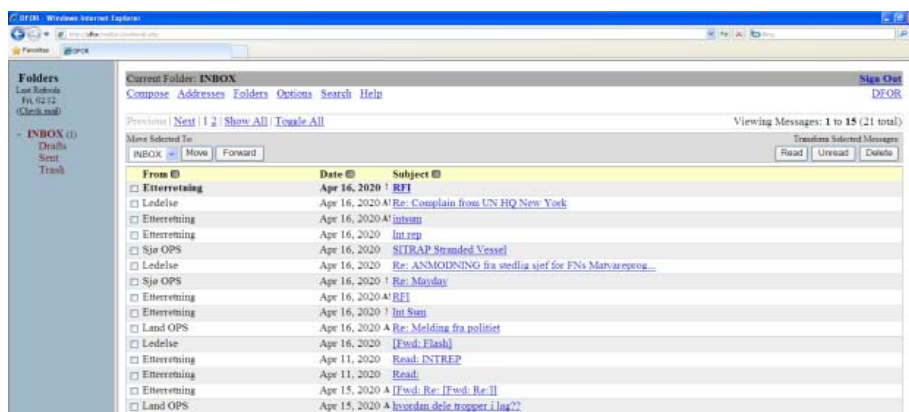 DFOR - Windows Internet Explorer
Favorites DFOR
Folders
Last Refresh:
Fri, 02:12
(Check mail)
- INBOX (1)
Drafts
Sent
Trash
Current Folder: INBOX Sign Out
Compose Addresses Folders Options Search Help DFOR
Previous | Next | 1 2 | Show All | Toggle All Viewing Messages: 1 to 15 (21 total)
Move Selected To: Transform Selected Messages:
INBOX Move Forward Read Unread Delete
From Date Subject
Etterretning Apr 16, 2020 ! RFI
Ledelse Apr 16, 2020 A! Re: Complain from UN HQ New York
Etterretning Apr 16, 2020 A! intsum
Etterretning Apr 16, 2020 Int rep
Sjø OPS Apr 16, 2020 SITRAP Stranded Vessel
Ledelse Apr 16, 2020 Re: ANMODNING fra stedlig sjef for FNs Matvareprog...
Sjø OPS Apr 16, 2020 ! Re: Mayday
Etterretning Apr 16, 2020 A! RFI
Etterretning Apr 16, 2020 ! Int Sum
Land OPS Apr 16, 2020 A Re: Melding fra politiet
Ledelse Apr 16, 2020 [Fwd: Flash]
Etterretning Apr 11, 2020 Read: INTREP
Etterretning Apr 11, 2020 Read:
Etterretning Apr 15, 2020 A [Fwd: Re: [Fwd: Re:]]
Land OPS Apr 15, 2020 A hvordan dele tropper i lag??